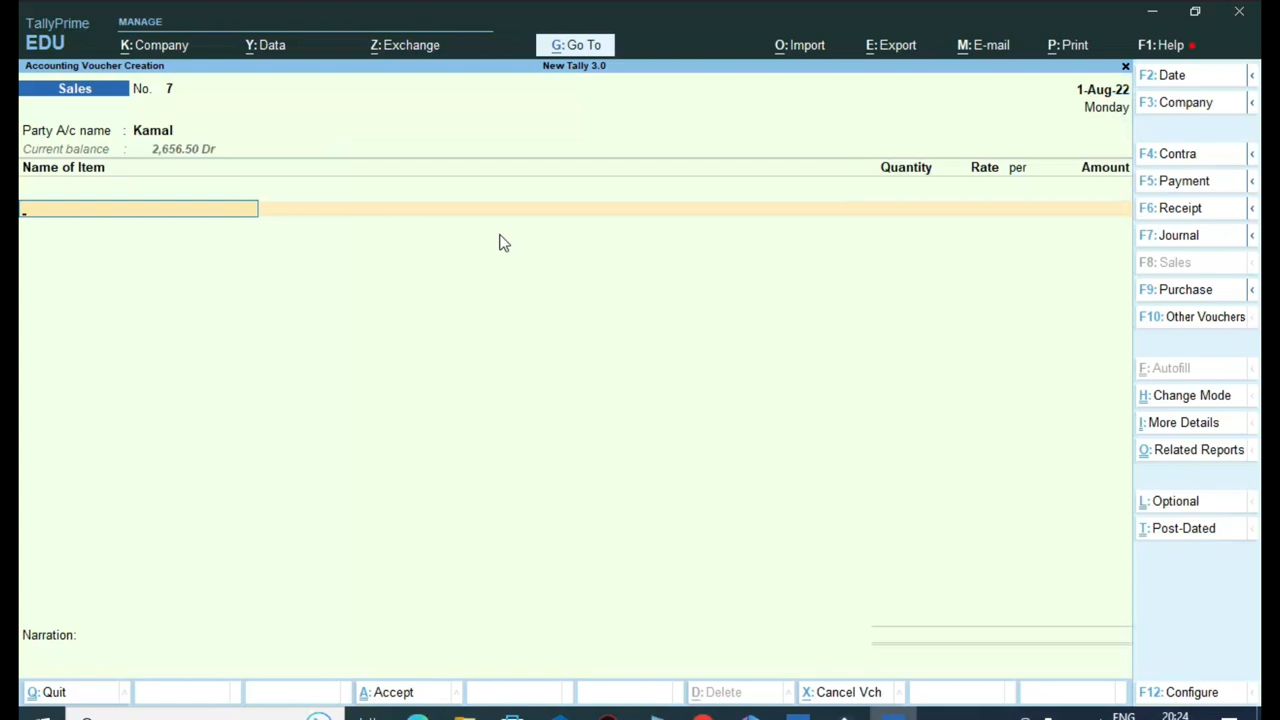 TallyPrime
EDU
MANAGE
K: Company
Y: Data
Z: Exchange
G: Go To
O: Import
E: Export
M: E-mail
P: Print
F1: Help
Accounting Voucher Creation
New Tally 3.0
×
Sales No. 7
1-Aug-22
Monday
Party A/c name : Kamal
Current balance : 2,656.50 Dr
Name of Item Quantity Rate per Amount
Narration:
F2: Date
F3: Company
F4: Contra
F5: Payment
F6: Receipt
F7: Journal
F8: Sales
F9: Purchase
F10: Other Vouchers
F: Autofill
H: Change Mode
I: More Details
O: Related Reports
L: Optional
T: Post-Dated
Q: Quit
A: Accept
D: Delete
X: Cancel Vch
F12: Configure
ENG
20:24